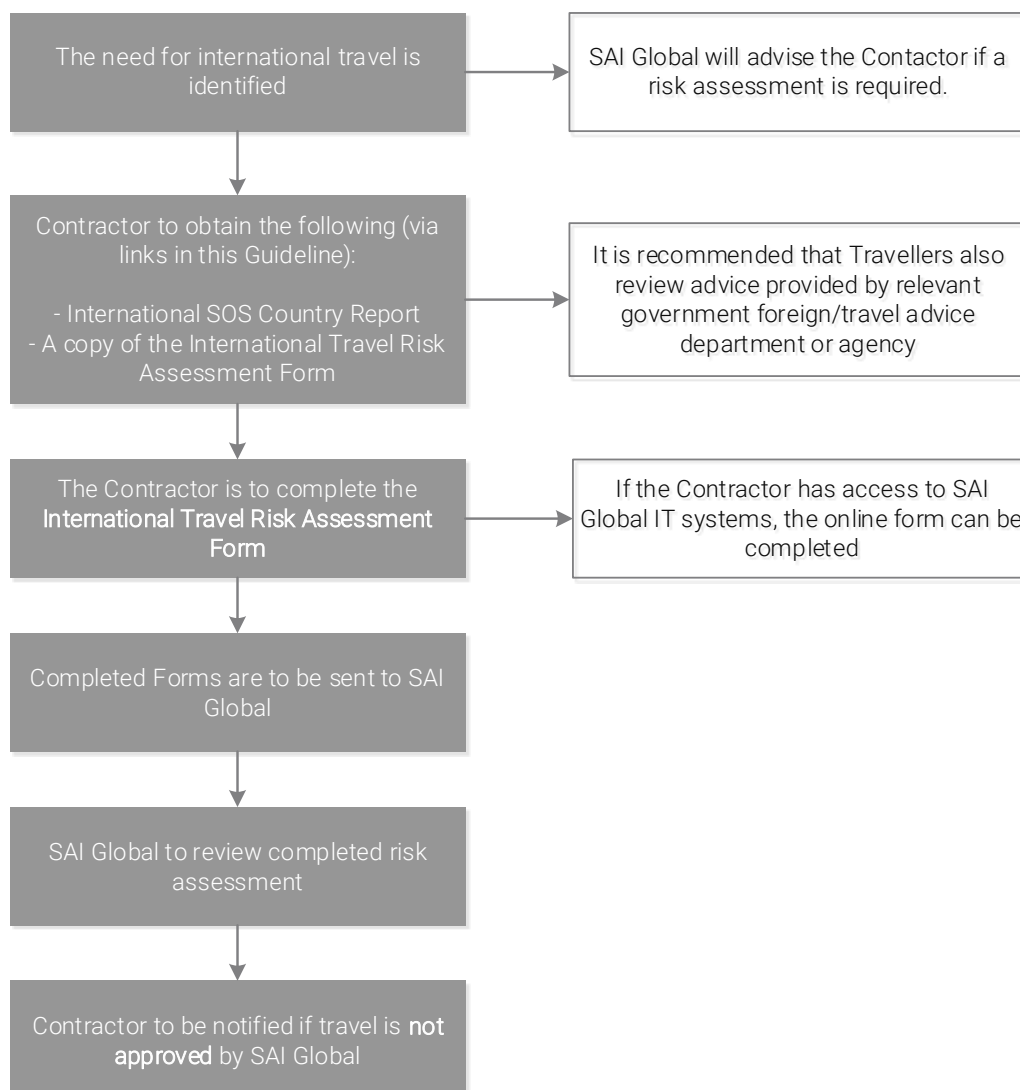 The need for international travel is
identified
SAI Global will advise the Contactor if a
risk assessment is required.
Contractor to obtain the following (via
links in this Guideline):
- International SOS Country Report
- A copy of the International Travel Risk
Assessment Form
It is recommended that Travellers also
review advice provided by relevant
government foreign/travel advice
department or agency
The Contractor is to complete the
International Travel Risk Assessment
Form
If the Contractor has access to SAI
Global IT systems, the online form can be
completed
Completed Forms are to be sent to SAI
Global
SAI Global to review completed risk
assessment
Contractor to be notified if travel is not
approved by SAI Global